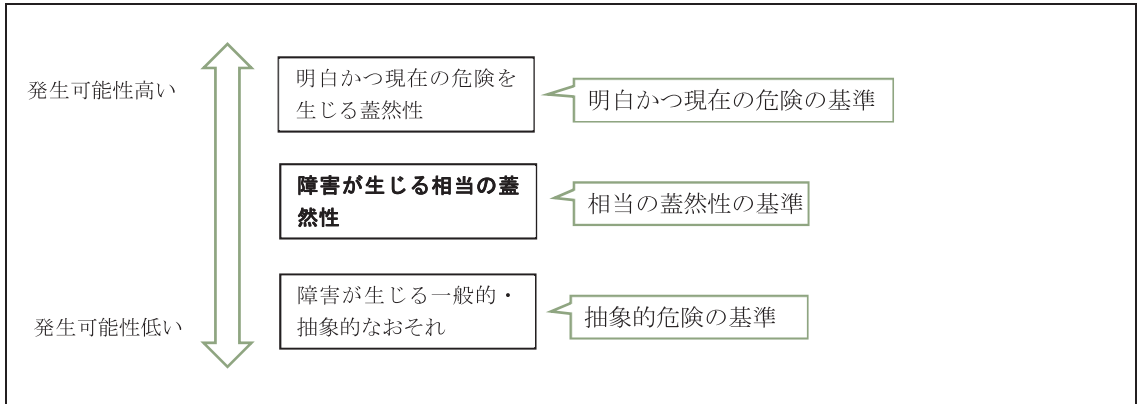 発生可能性高い
明白かつ現在の危険を
生じる蓋然性
明白かつ現在の危険の基準
障害が生じる相当の蓋
然性
相当の蓋然性の基準
障害が生じる一般的・
抽象的なおそれ
抽象的危険の基準
発生可能性低い